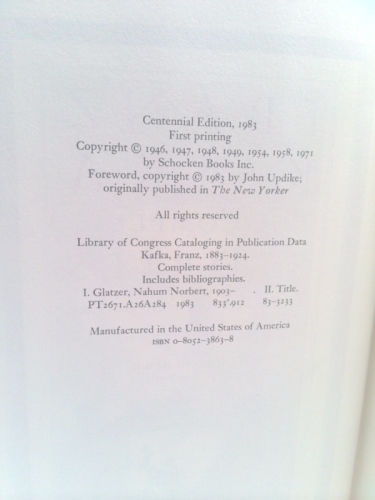 Centennial Edition, 1983
First printing
Copyright © 1946, 1947, 1948, 1949, 1954, 1958, 1971
by Schocken Books Inc.
Foreword, copyright © 1983 by John Updike;
originally published in The New Yorker
All rights reserved
Library of Congress Cataloging in Publication Data
Kafka, Franz, 1883–1924.
Complete stories.
Includes bibliographies.
I. Glatzer, Nahum Norbert, 1903– . II. Title.
PT2671.A26A284 1983 833'.912 83-3233
Manufactured in the United States of America
ISBN 0-8052-3863-8